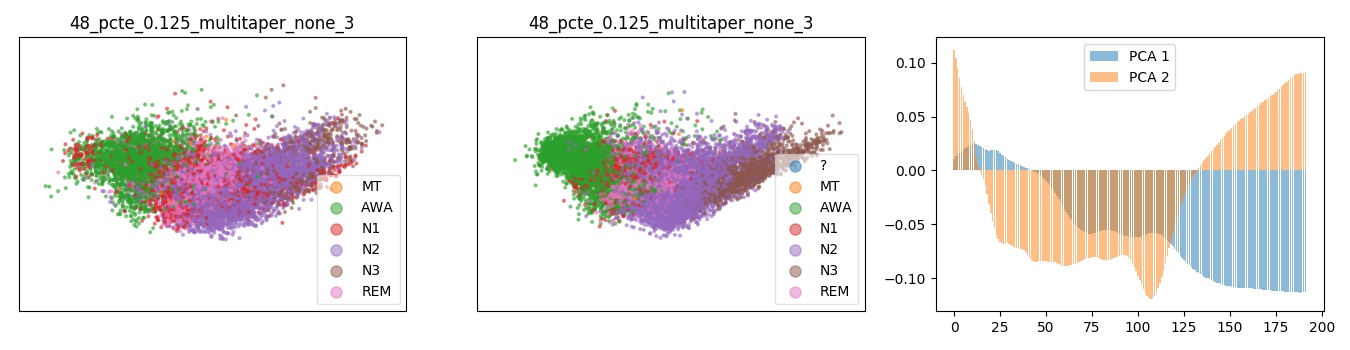 48_pcte_0.125_multitaper_none_3
MT
AWA
N1
N2
N3
REM
48_pcte_0.125_multitaper_none_3
?
MT
AWA
N1
N2
N3
REM
PCA 1
PCA 2
0.10
0.05
0.00
−0.05
−0.10
0
25
50
75
100
125
150
175
200